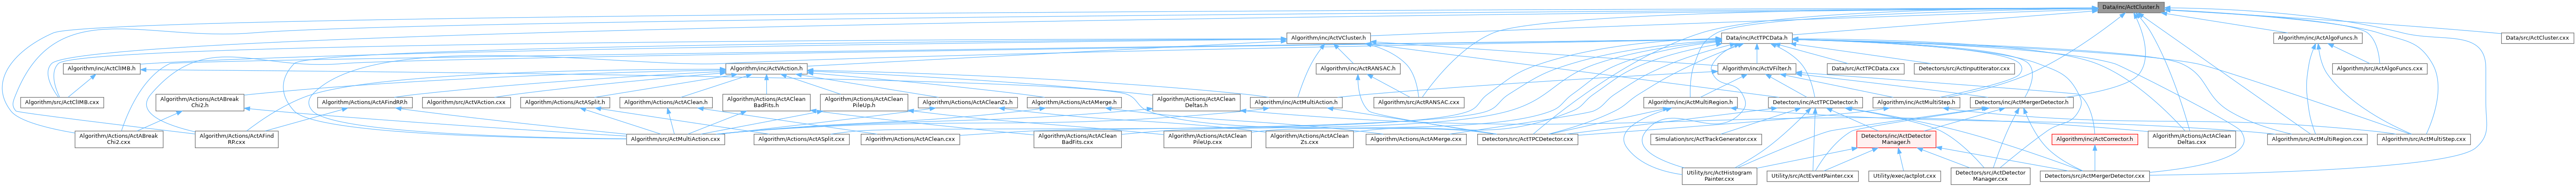 Data/inc/ActCluster.h
Algorithm/inc/ActVCluster.h
Data/inc/ActTPCData.h
Algorithm/inc/ActAlgoFuncs.h
Data/src/ActCluster.cxx
Algorithm/inc/ActCliMB.h
Algorithm/inc/ActVAction.h
Algorithm/inc/ActRANSAC.h
Algorithm/inc/ActVFilter.h
Data/src/ActTPCData.cxx
Detectors/src/ActInputIterator.cxx
Algorithm/src/ActAlgoFuncs.cxx
Algorithm/src/ActCliMB.cxx
Algorithm/Actions/ActABreak
Chi2.h
Algorithm/Actions/ActAFindRP.h
Algorithm/src/ActVAction.cxx
Algorithm/Actions/ActASplit.h
Algorithm/Actions/ActAClean.h
Algorithm/Actions/ActAClean
BadFits.h
Algorithm/Actions/ActAClean
PileUp.h
Algorithm/Actions/ActACleanZs.h
Algorithm/Actions/ActAMerge.h
Algorithm/Actions/ActAClean
Deltas.h
Algorithm/inc/ActMultiAction.h
Algorithm/src/ActRANSAC.cxx
Algorithm/inc/ActMultiRegion.h
Detectors/inc/ActTPCDetector.h
Algorithm/inc/ActMultiStep.h
Detectors/inc/ActMergerDetector.h
Algorithm/Actions/ActABreak
Chi2.cxx
Algorithm/Actions/ActAFind
RP.cxx
Algorithm/src/ActMultiAction.cxx
Algorithm/Actions/ActASplit.cxx
Algorithm/Actions/ActAClean.cxx
Algorithm/Actions/ActAClean
BadFits.cxx
Algorithm/Actions/ActAClean
PileUp.cxx
Algorithm/Actions/ActAClean
Zs.cxx
Algorithm/Actions/ActAMerge.cxx
Detectors/src/ActTPCDetector.cxx
Simulation/src/ActTrackGenerator.cxx
Detectors/inc/ActDetector
Manager.h
Algorithm/inc/ActCorrector.h
Algorithm/Actions/ActAClean
Deltas.cxx
Algorithm/src/ActMultiRegion.cxx
Algorithm/src/ActMultiStep.cxx
Utility/src/ActHistogram
Painter.cxx
Utility/src/ActEventPainter.cxx
Utility/exec/actplot.cxx
Detectors/src/ActDetector
Manager.cxx
Detectors/src/ActMergerDetector.cxx